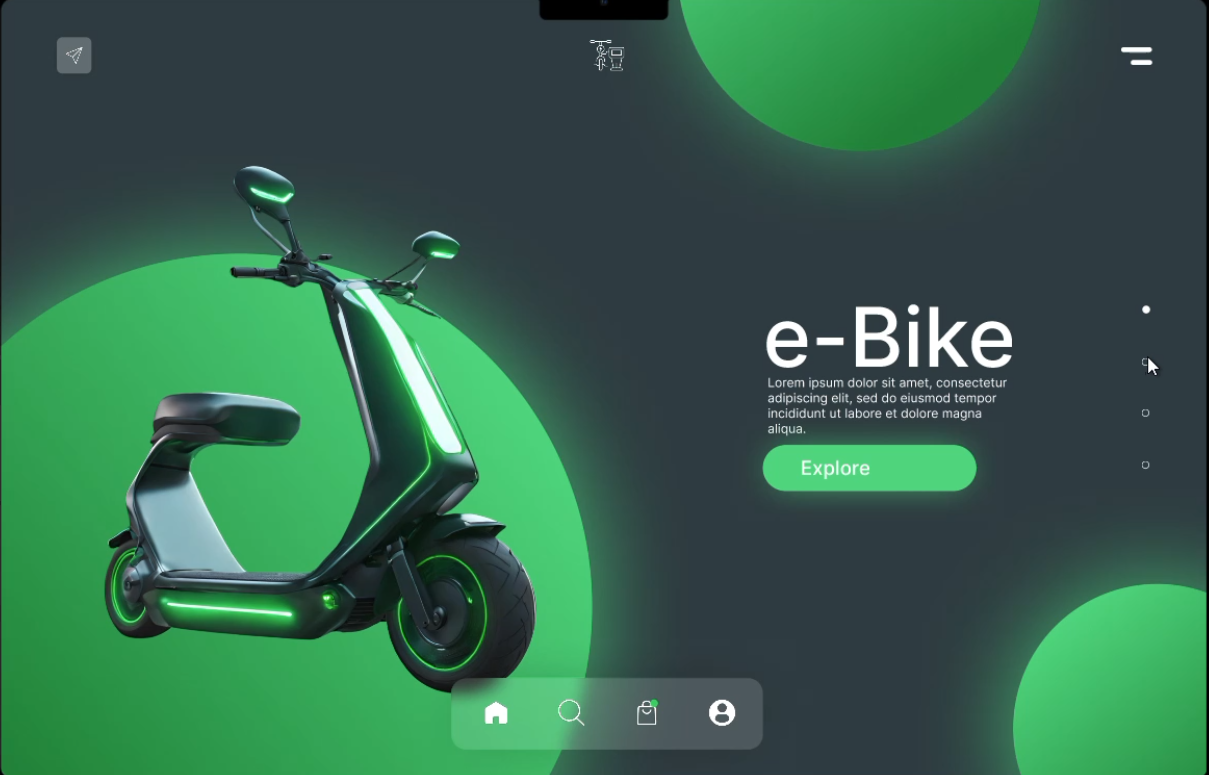 e-Bike
Lorem ipsum dolor sit amet, consectetur
adipiscing elit, sed do eiusmod tempor
incididunt ut labore et dolore magna
aliqua.
Explore